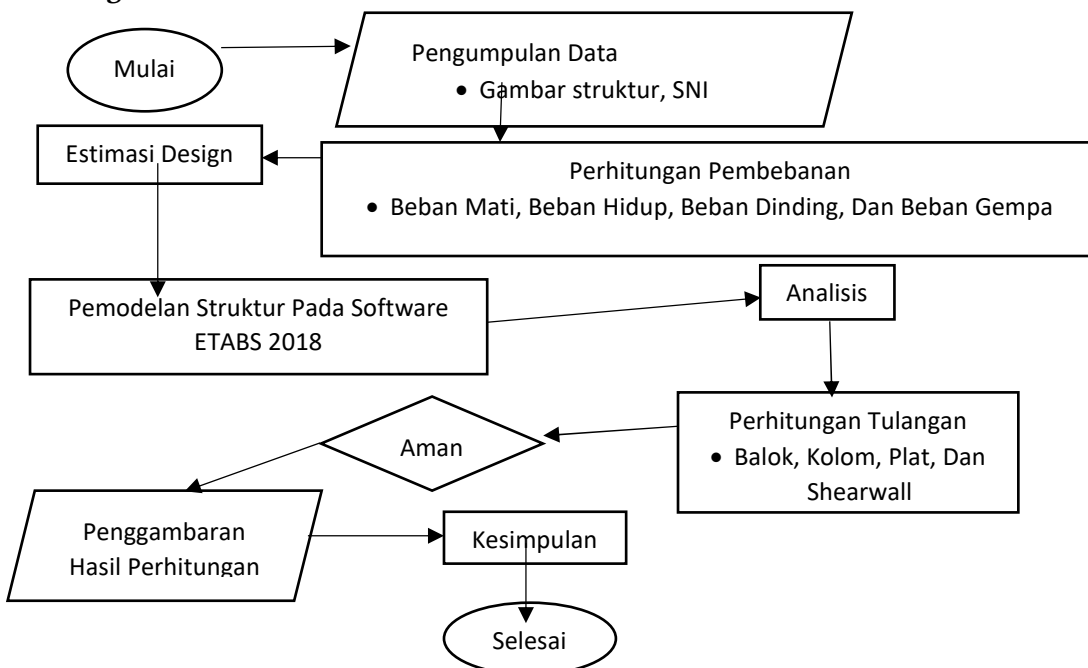 Mulai
Pengumpulan Data
• Gambar struktur, SNI
Estimasi Design
Perhitungan Pembebanan
• Beban Mati, Beban Hidup, Beban Dinding, Dan Beban Gempa
Pemodelan Struktur Pada Software
ETABS 2018
Analisis
Perhitungan Tulangan
• Balok, Kolom, Plat, Dan
Shearwall
Aman
Penggambaran
Hasil Perhitungan
Kesimpulan
Selesai